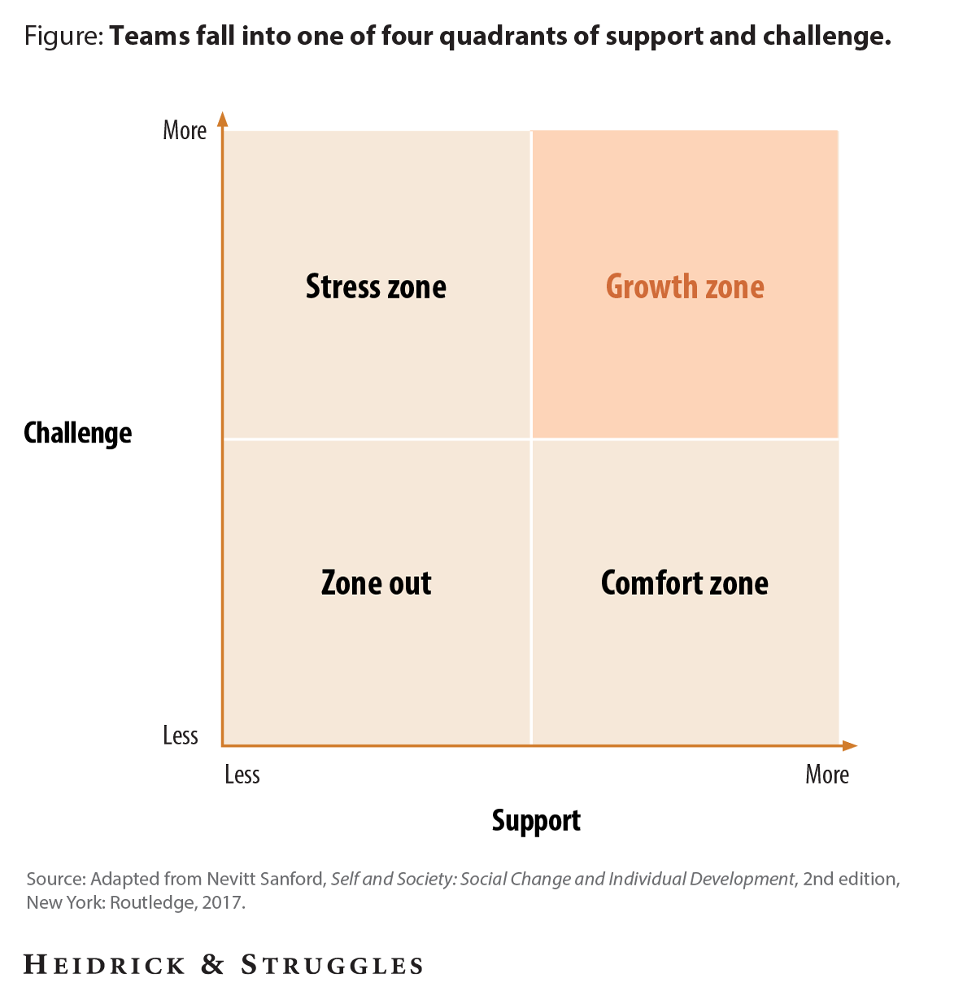 Figure: Teams fall into one of four quadrants of support and challenge.
More
Stress zone
Growth zone
Challenge
Zone out
Comfort zone
Less
Less
More
Support
Source: Adapted from Nevitt Sanford, Self and Society: Social Change and Individual Development, 2nd edition,
New York: Routledge, 2017.
HEIDRICK & STRUGGLES